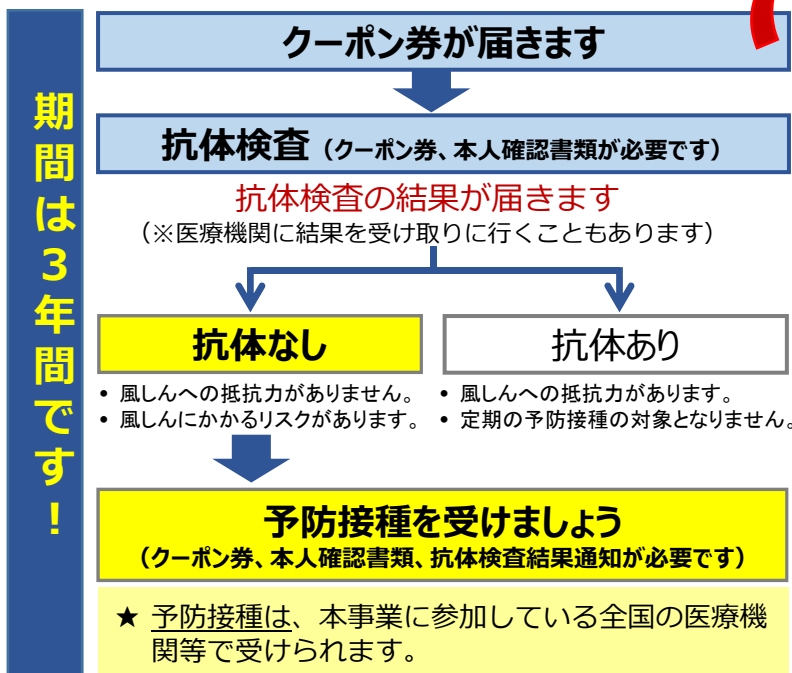 期間は３年間です！
クーポン券が届きます
抗体検査（クーポン券、本人確認書類が必要です）
抗体検査の結果が届きます
（※医療機関に結果を受け取りに行くこともあります）
抗体なし
• 風しんへの抵抗力がありません。
• 風しんにかかるリスクがあります。
抗体あり
• 風しんへの抵抗力があります。
• 定期の予防接種の対象となりません。
予防接種を受けましょう
（クーポン券、本人確認書類、抗体検査結果通知が必要です）
★ 予防接種は、本事業に参加している全国の医療機
関等で受けられます。